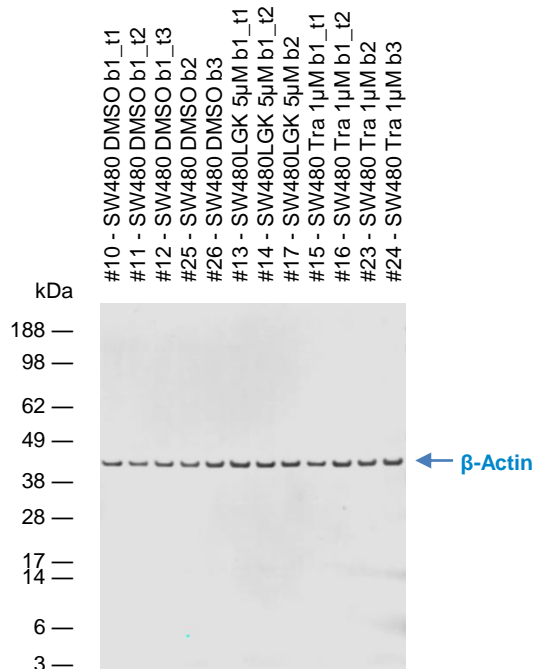 #10 - SW480 DMSO b1_t1
#11 - SW480 DMSO b1_t2
#12 - SW480 DMSO b1_t3
#25 - SW480 DMSO b2
#26 - SW480 DMSO b3
#13 - SW480LGK 5µM b1_t1
#14 - SW480LGK 5µM b1_t2
#17 - SW480LGK 5µM b2
#15 - SW480 Tra 1µM b1_t1
#16 - SW480 Tra 1µM b1_t2
#23 - SW480 Tra 1µM b2
#24 - SW480 Tra 1µM b3
kDa
188 —
98 —
62 —
49 —
β-Actin
38 —
28 —
17 —
14 —
6 —
3 —